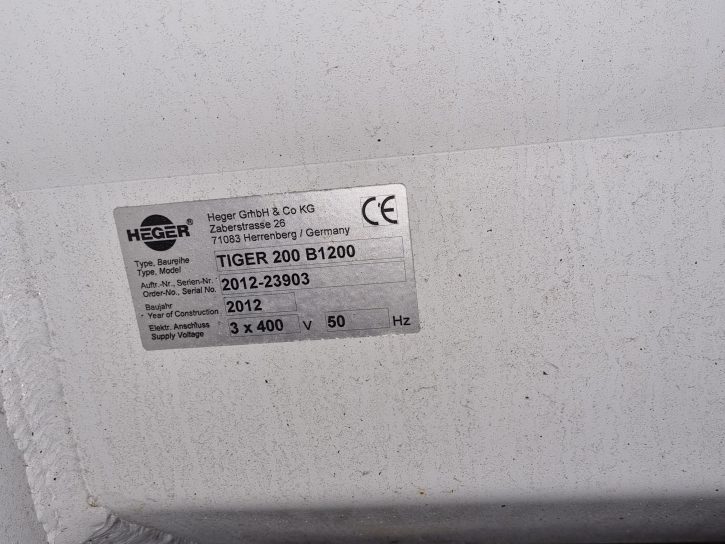 HEGER®
Heger GmbH & Co KG
Zaberstrasse 26
71083 Herrenberg / Germany
CE
Type, Baureihe
Type, Model
TIGER 200 B1200
Auftr.-Nr., Serien-Nr.
Order-No., Serial No.
2012-23903
Baujahr
Year of Construction
2012
Elektr. Anschluss
Supply Voltage
3 x 400 V 50 Hz